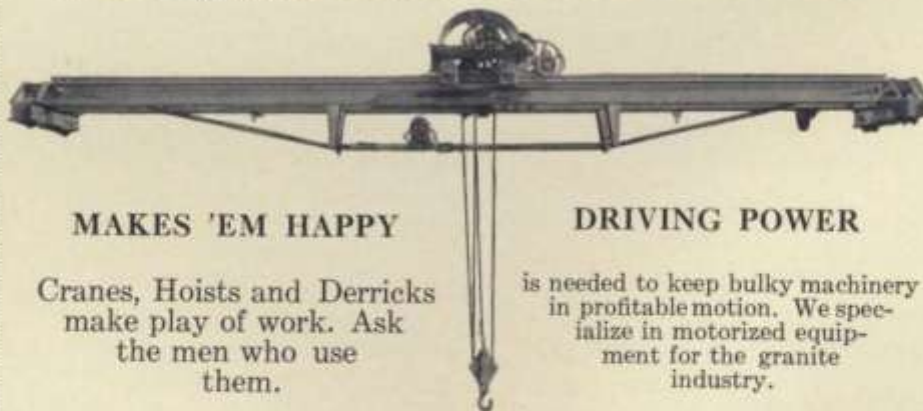 MAKES 'EM HAPPY
Cranes, Hoists and Derricks
make play of work. Ask
the men who use
them.
DRIVING POWER
is needed to keep bulky machinery
in profitable motion. We spec-
ialize in motorized equip-
ment for the granite
industry.